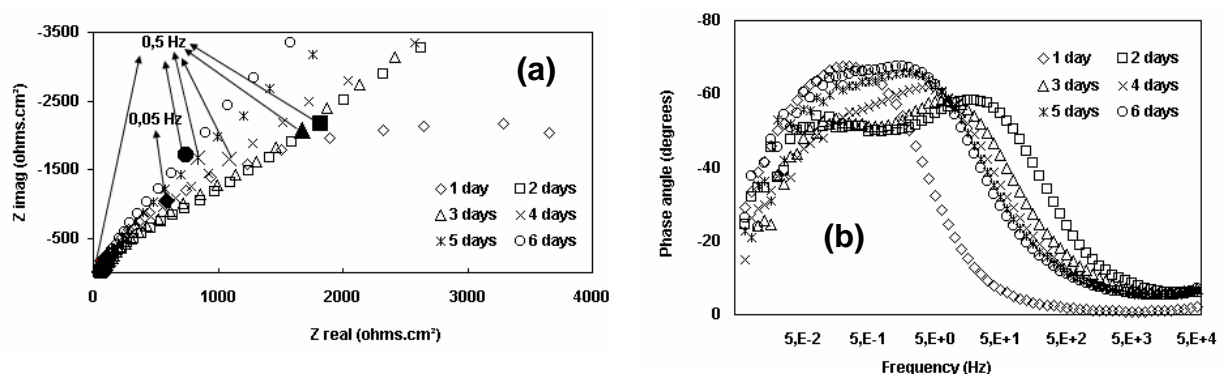 -3500
-2500
-1500
-500
0,5 Hz
0,05 Hz
(a)
1 day
2 days
3 days
4 days
5 days
6 days
0
1000
2000
3000
4000
Z real (ohms.cm²)
Z imag (ohms.cm²)
-80
-60
-40
-20
0
1 day
2 days
3 days
4 days
5 days
6 days
(b)
5,E-2
5,E-1
5,E+0
5,E+1
5,E+2
5,E+3
5,E+4
Frequency (Hz)
Phase angle (degrees)